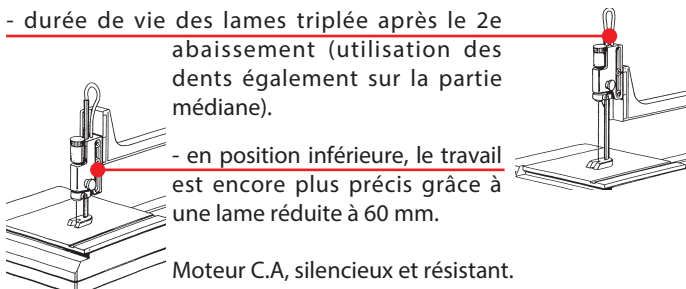 - durée de vie des lames triplée après le 2e
abaissement (utilisation des
dents également sur la partie
médiane).
- en position inférieure, le travail
est encore plus précis grâce à
une lame réduite à 60 mm.
Moteur C.A, silencieux et résistant.